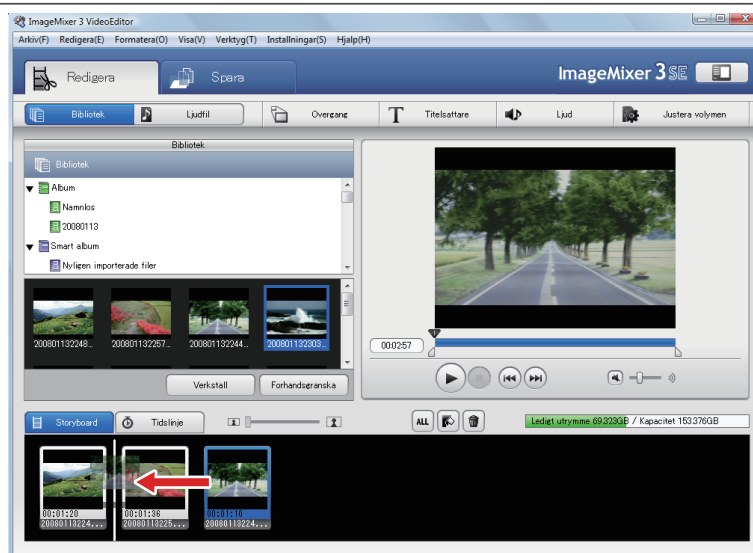 ImageMixer 3 VideoEditor
Arkiv(F) Redigera(E) Formatera(O) Visa(V) Verktyg(T) Installningar(S) Hjalp(H)
Redigera
Spara
ImageMixer 3 SE
Bibliotek
Ljudfil
Overgang
T
Titelsattare
Ljud
Justera volymen
Bibliotek
Bibliotek
Album
Namnlos
20080113
Smart album
Nyligen importerade filer
200801132248...
200801132257...
200801132244...
200801132303...
Verkstall
Forhandsgranska
00:02:57
Storyboard
Tidslinje
ALL
Ledigt utrymme 69.323GB / Kapacitet 153.376GB
00:01:20
20080113224...
00:01:36
20080113225...
00:01:10
20080113224...